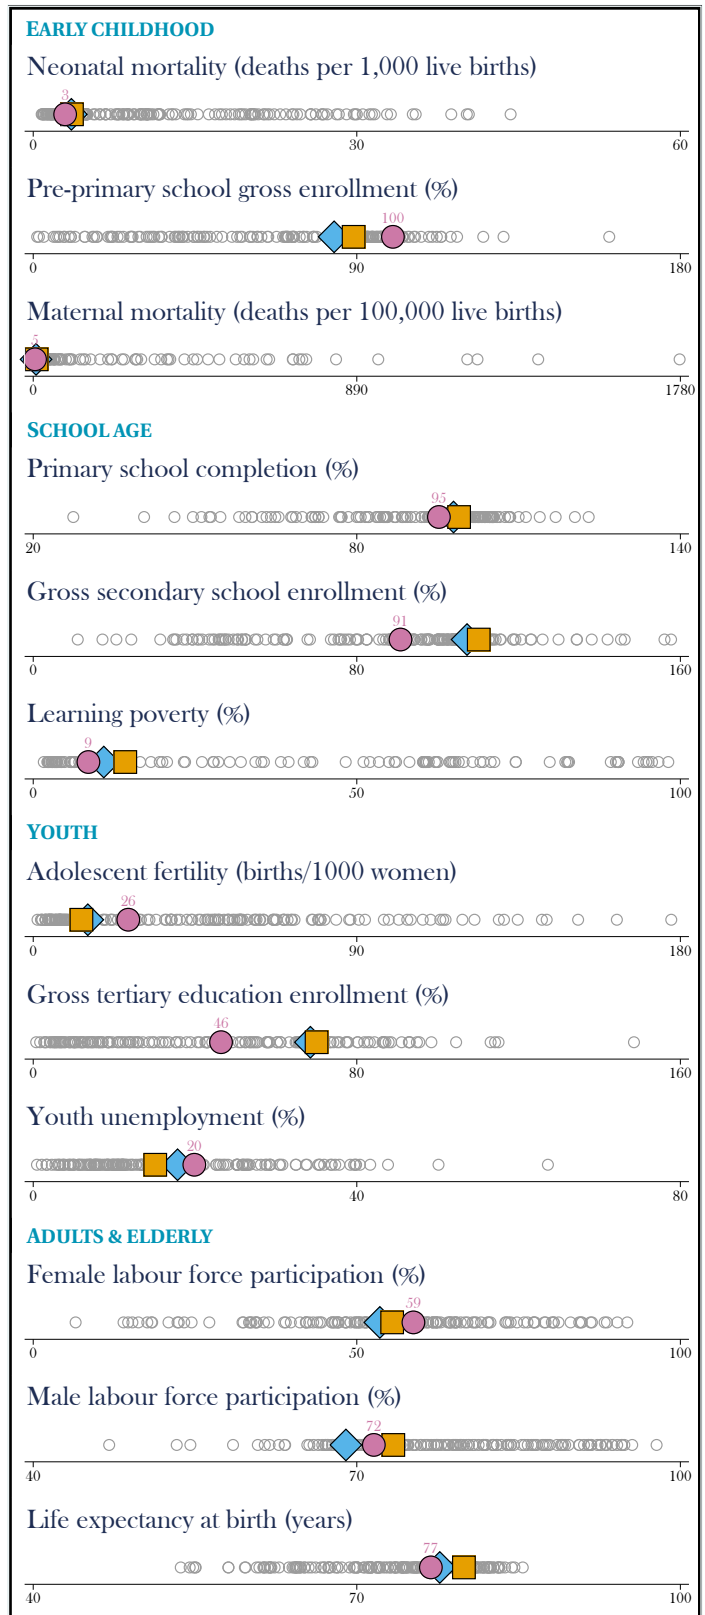 EARLY CHILDHOOD
Neonatal mortality (deaths per 1,000 live births)
3
0 30 60
Pre-primary school gross enrollment (%)
100
0 90 180
Maternal mortality (deaths per 100,000 live births)
5
0 890 1780
SCHOOL AGE
Primary school completion (%)
95
20 80 140
Gross secondary school enrollment (%)
91
0 80 160
Learning poverty (%)
9
0 50 100
YOUTH
Adolescent fertility (births/1000 women)
26
0 90 180
Gross tertiary education enrollment (%)
46
0 80 160
Youth unemployment (%)
20
0 40 80
ADULTS & ELDERLY
Female labour force participation (%)
59
0 50 100
Male labour force participation (%)
72
40 70 100
Life expectancy at birth (years)
77
40 70 100